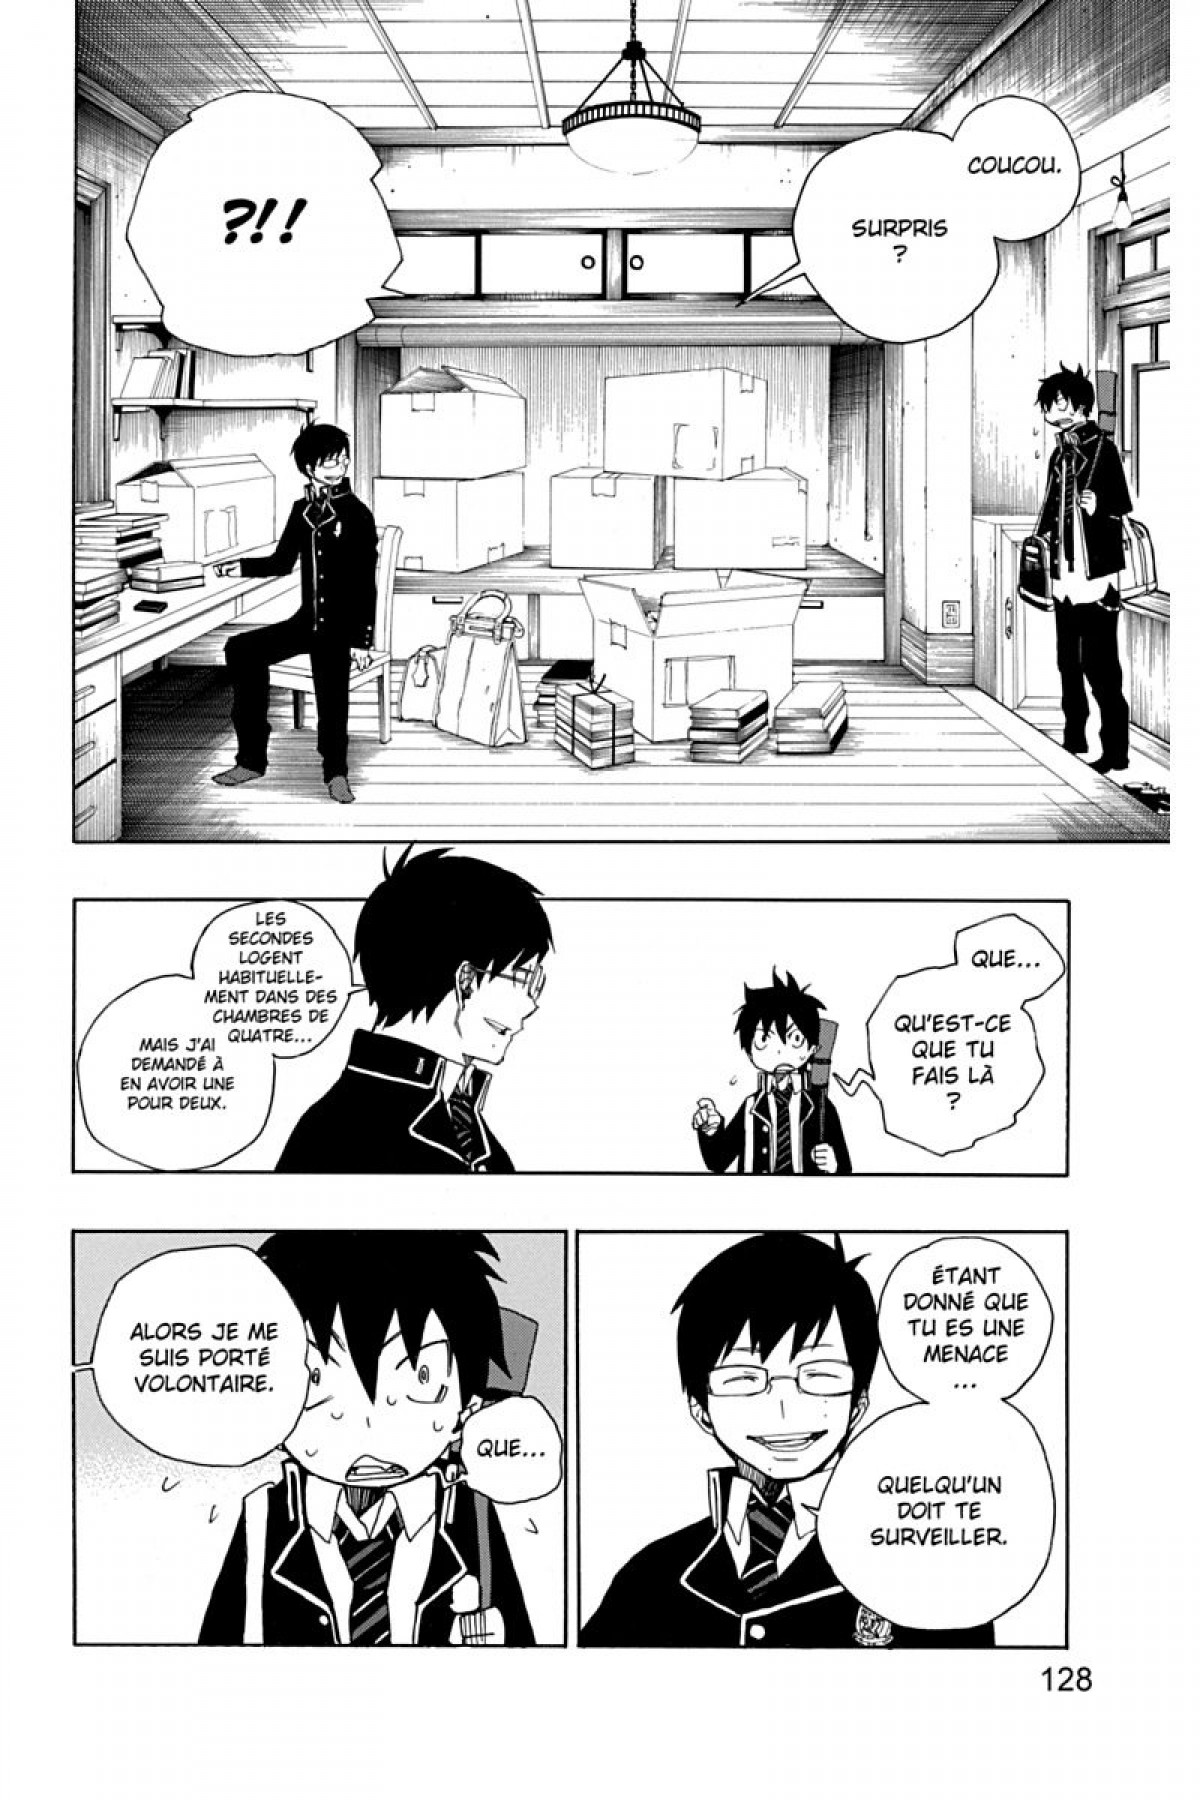 COUCOU.
SURPRIS
?
?!!
QUE...
QU'EST-CE
QUE TU
FAIS LÀ
?
LES
SECONDES
LOGENT
HABITUELLE-
MENT DANS DES
CHAMBRES DE
QUATRE...
MAIS J'AI
DEMANDÉ À
EN AVOIR UNE
POUR DEUX.
ÉTANT
DONNÉ QUE
TU ES UNE
MENACE
...
QUELQU'UN
DOIT TE
SURVEILLER.
ALORS JE ME
SUIS PORTÉ
VOLONTAIRE.
QUE...
128